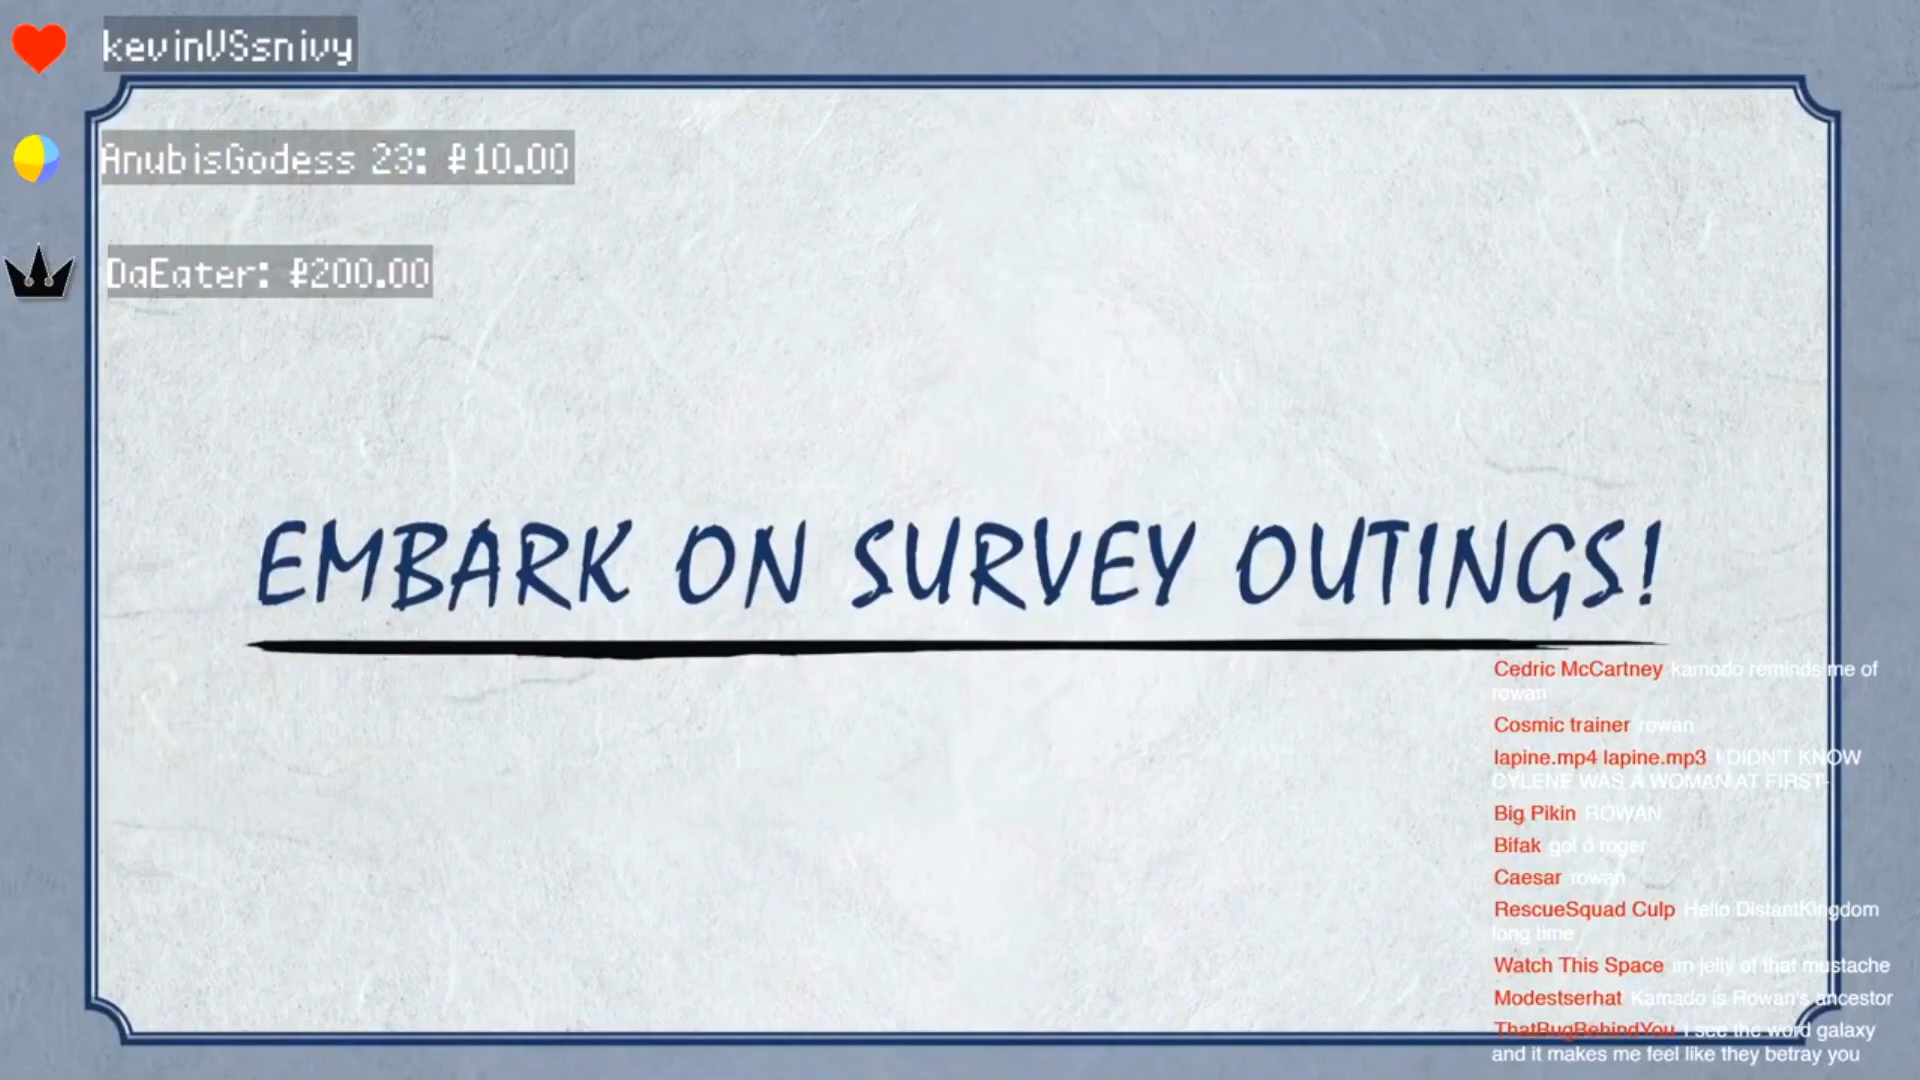 kevinVSsnivy
AnubisGodess 23: ₽10.00
DaEater: ₽200.00
EMBARK ON SURVEY OUTINGS!
Cedric McCartney kamodo reminds me of
rowan
Cosmic trainer rowan
lapine.mp4 lapine.mp3 I DIDN'T KNOW
CYLENE WAS A WOMAN AT FIRST-
Big Pikin ROWAN
Bifak gol d roger
Caesar rowan
RescueSquad Culp Hello DistantKingdom
long time
Watch This Space im jelly of that mustache
Modestserhat Kamado is Rowan's ancestor
ThatBugBehindYou I see the word galaxy
and it makes me feel like they betray you